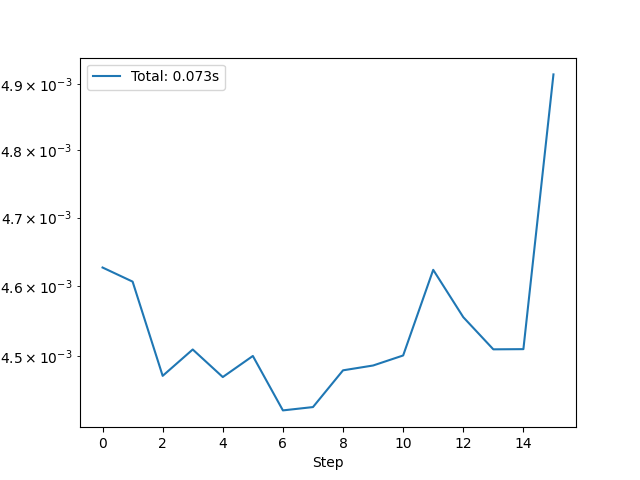 Total: 0.073s
4.9 × 10⁻³
4.8 × 10⁻³
4.7 × 10⁻³
4.6 × 10⁻³
4.5 × 10⁻³
0 2 4 6 8 10 12 14
Step